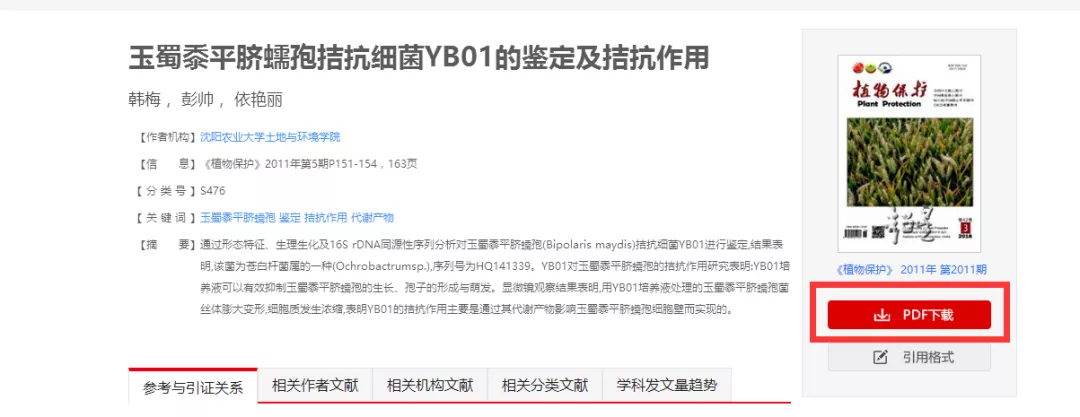 玉蜀黍平脐蠕孢拮抗细菌YB01的鉴定及拮抗作用
韩梅，彭帅，依艳丽
【作者机构】沈阳农业大学土地与环境学院
【信　　息】《植物保护》2011年第5期P151-154，163页
【分 类 号】S476
【关 键 词】玉蜀黍平脐蠕孢 鉴定 拮抗作用 代谢产物
【摘　　要】通过形态特征、生理生化及16S rDNA同源性序列分析对玉蜀黍平脐蠕孢(Bipolaris maydis)拮抗细菌YB01进行鉴定,结果表
明,该菌为苍白杆菌属的一种(Ochrobactrumsp.),序列号为HQ141339。YB01对玉蜀黍平脐蠕孢的拮抗作用研究表明:YB01培
养液可以有效抑制玉蜀黍平脐蠕孢的生长、孢子的形成与萌发。显微镜观察结果表明,用YB01培养液处理的玉蜀黍平脐蠕孢菌
丝体膨大变形,细胞质发生浓缩,表明YB01的拮抗作用主要是通过其代谢产物影响玉蜀黍平脐蠕孢细胞壁而实现的。
参考与引证关系
相关作者文献
相关机构文献
相关分类文献
学科发文量趋势
植物保护
Plant Protection
3
2016
《植物保护》 2011年 第2011期
PDF下载
引用格式